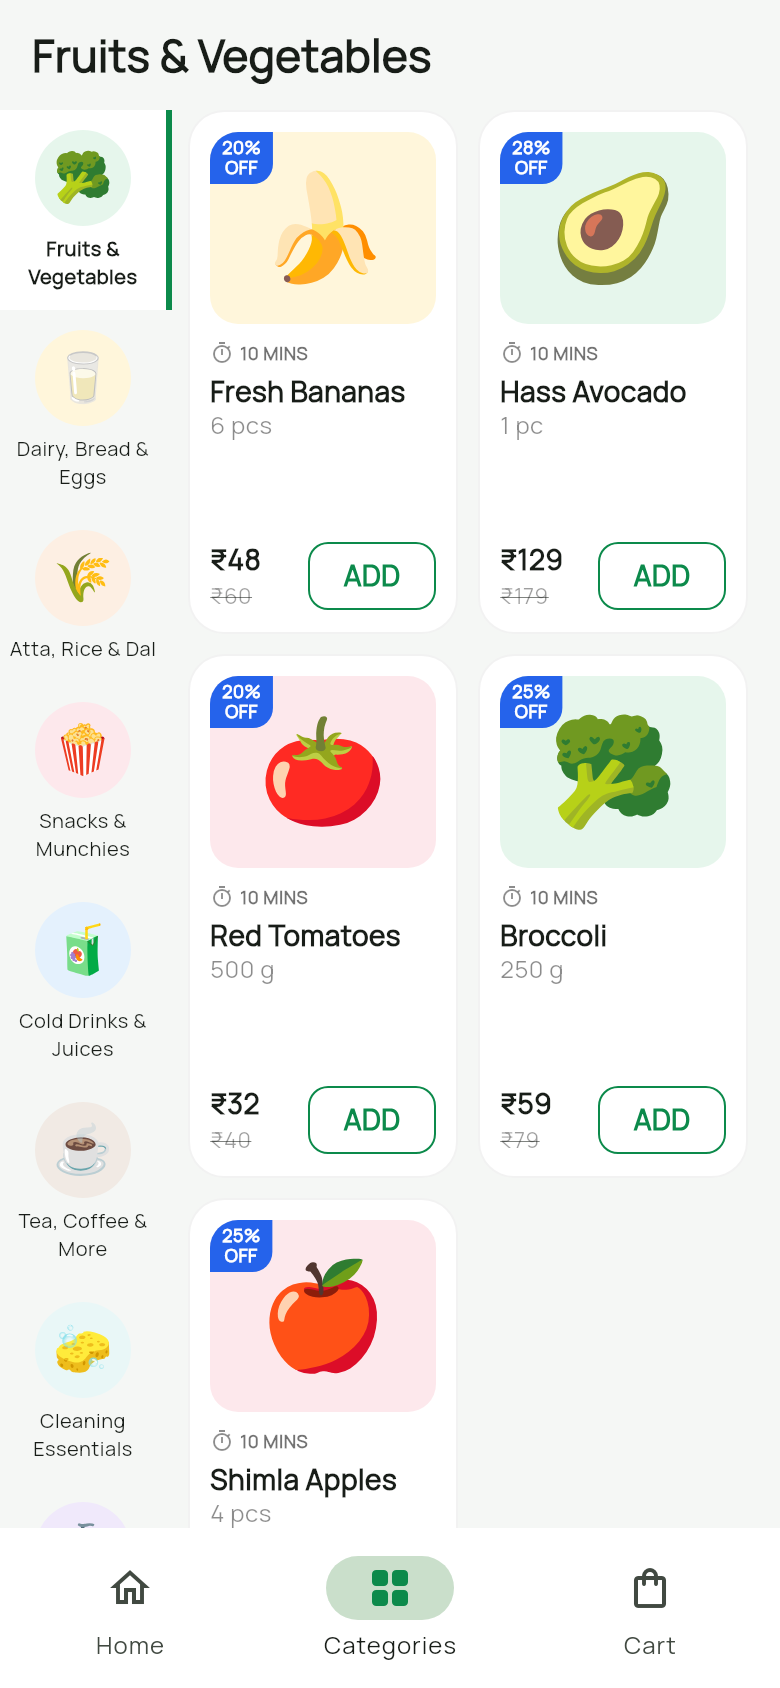 Fruits & Vegetables
Fruits &
Vegetables
Dairy, Bread &
Eggs
Atta, Rice & Dal
Snacks &
Munchies
Cold Drinks &
Juices
Tea, Coffee &
More
Cleaning
Essentials
20%
OFF
10 MINS
Fresh Bananas
6 pcs
₹48
₹60
ADD
28%
OFF
10 MINS
Hass Avocado
1 pc
₹129
₹179
ADD
20%
OFF
10 MINS
Red Tomatoes
500 g
₹32
₹40
ADD
25%
OFF
10 MINS
Broccoli
250 g
₹59
₹79
ADD
25%
OFF
10 MINS
Shimla Apples
4 pcs
Home
Categories
Cart